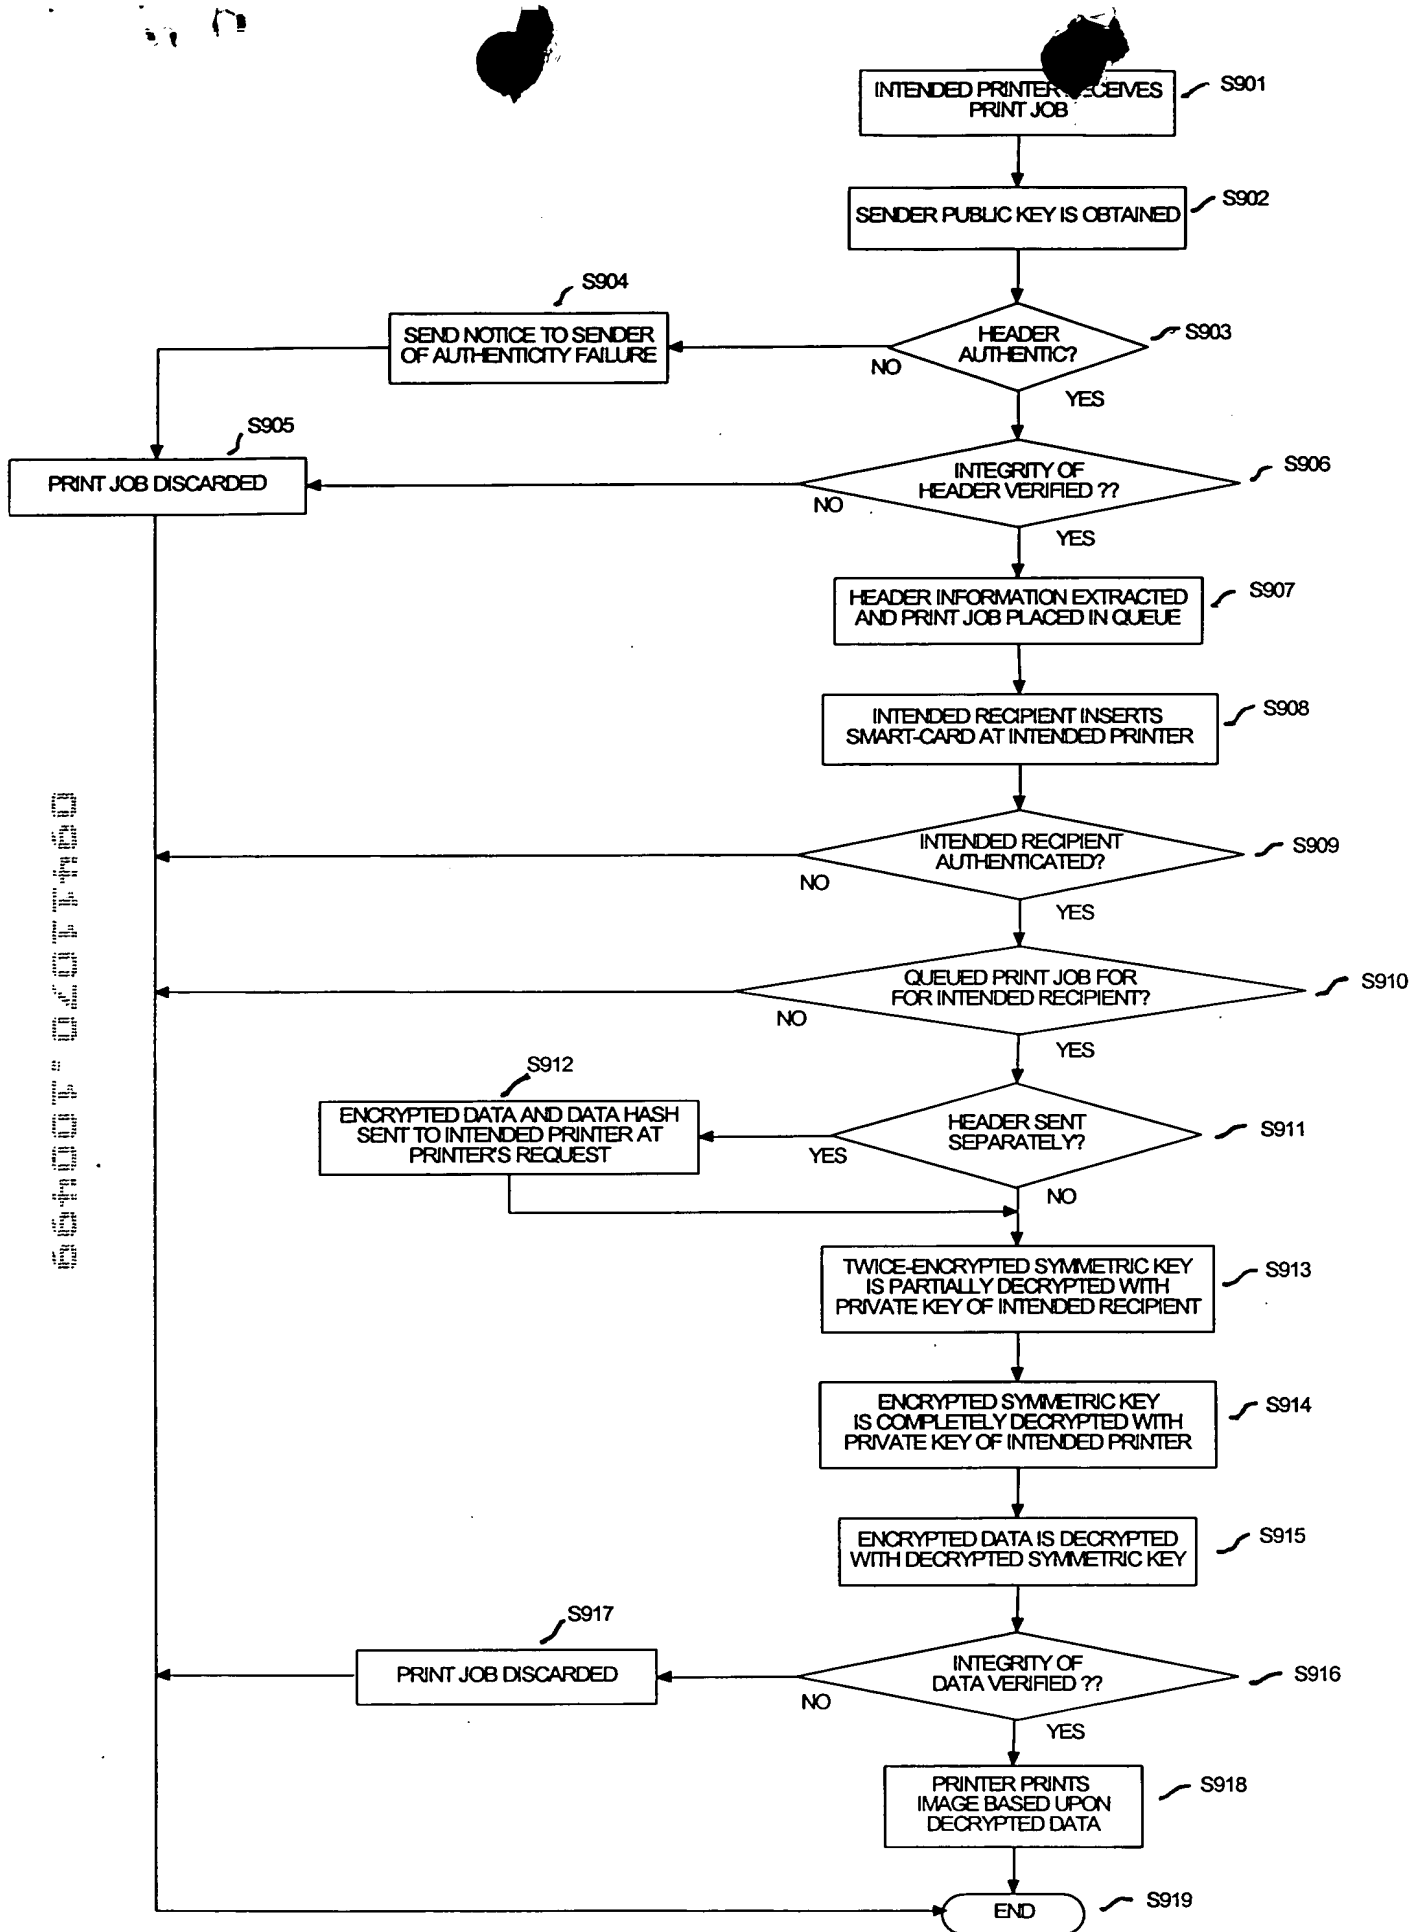 INTENDED PRINTER RECEIVES
PRINT JOB
S901
SENDER PUBLIC KEY IS OBTAINED
S902
S904
SEND NOTICE TO SENDER
OF AUTHENTICITY FAILURE
HEADER
AUTHENTIC?
S903
NO
YES
S905
PRINT JOB DISCARDED
INTEGRITY OF
HEADER VERIFIED ??
S906
NO
YES
HEADER INFORMATION EXTRACTED
AND PRINT JOB PLACED IN QUEUE
S907
INTENDED RECIPIENT INSERTS
SMART-CARD AT INTENDED PRINTER
S908
INTENDED RECIPIENT
AUTHENTICATED?
S909
NO
YES
QUEUED PRINT JOB FOR
FOR INTENDED RECIPIENT?
S910
NO
YES
S912
ENCRYPTED DATA AND DATA HASH
SENT TO INTENDED PRINTER AT
PRINTER'S REQUEST
HEADER SENT
SEPARATELY?
S911
YES
NO
TWICE-ENCRYPTED SYMMETRIC KEY
IS PARTIALLY DECRYPTED WITH
PRIVATE KEY OF INTENDED RECIPIENT
S913
ENCRYPTED SYMMETRIC KEY
IS COMPLETELY DECRYPTED WITH
PRIVATE KEY OF INTENDED PRINTER
S914
ENCRYPTED DATA IS DECRYPTED
WITH DECRYPTED SYMMETRIC KEY
S915
S917
PRINT JOB DISCARDED
INTEGRITY OF
DATA VERIFIED ??
S916
NO
YES
PRINTER PRINTS
IMAGE BASED UPON
DECRYPTED DATA
S918
END
S919